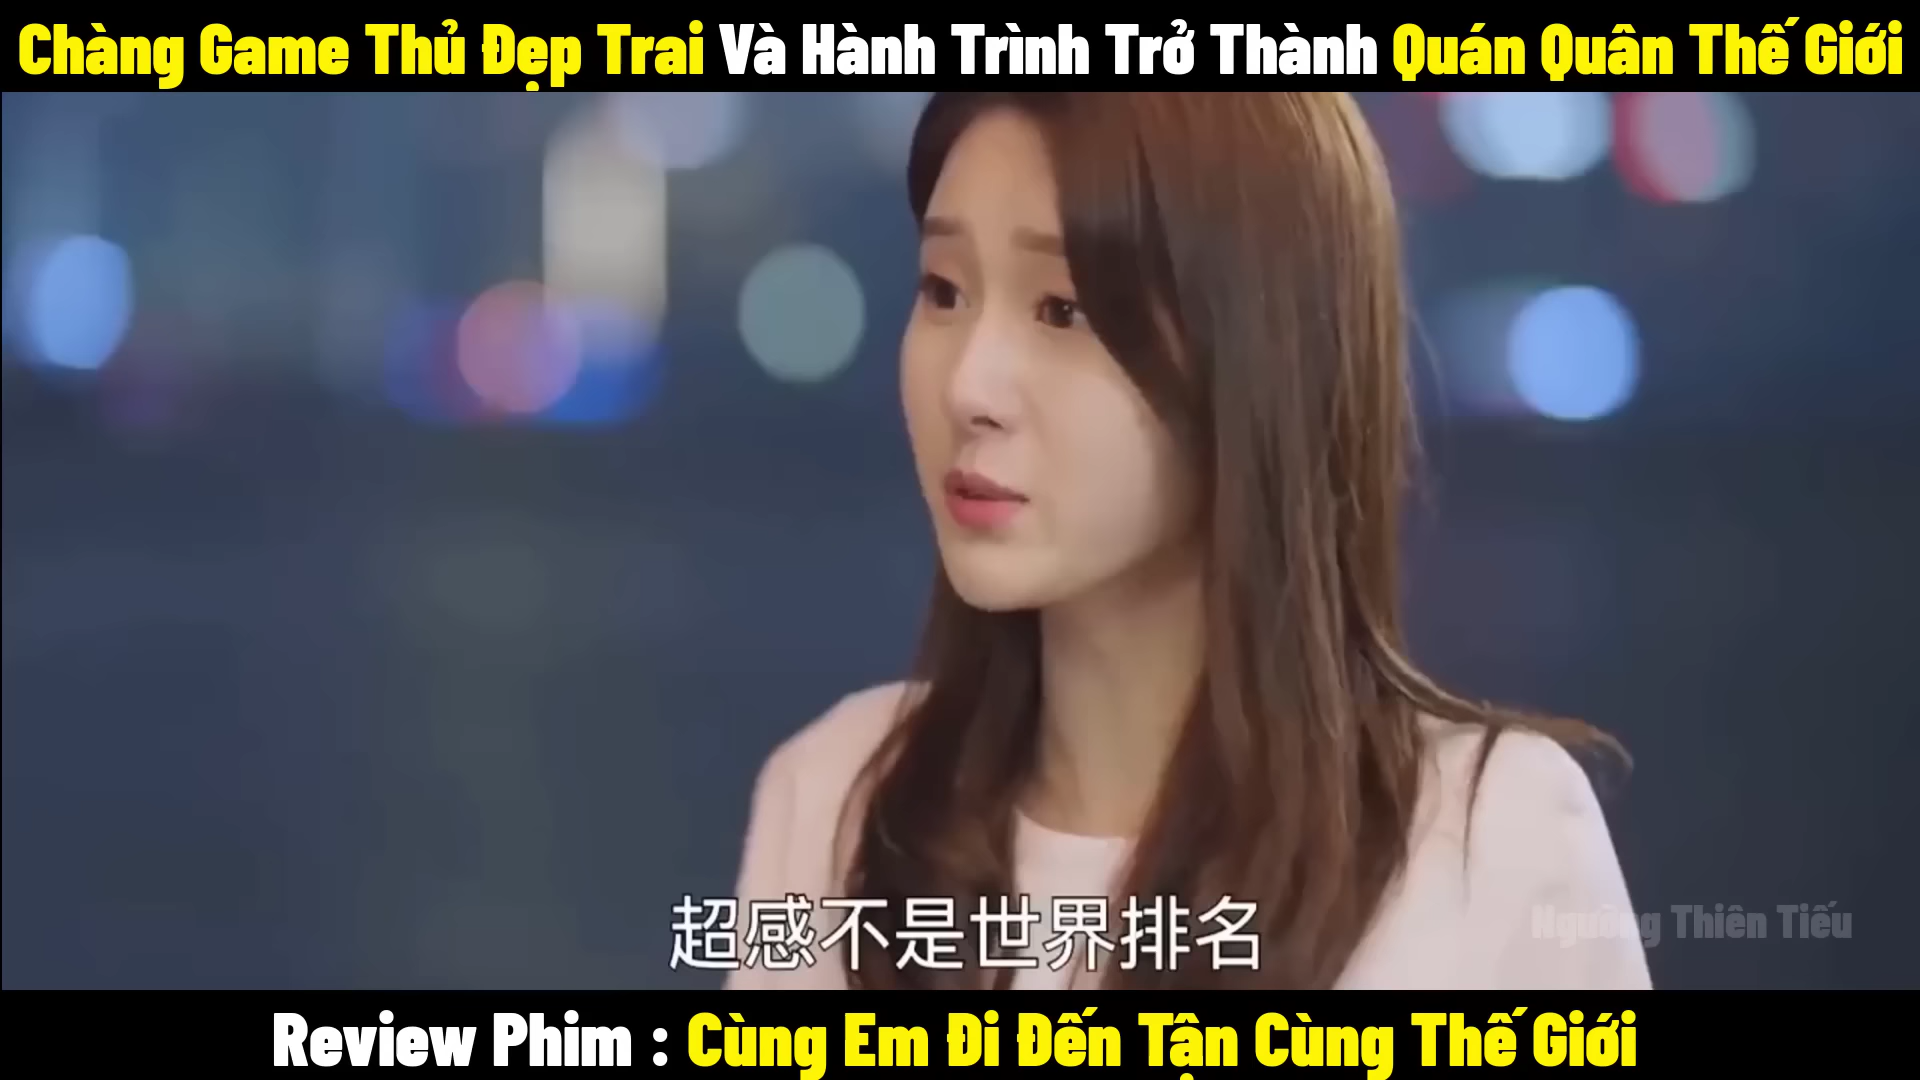 Chàng Game Thủ Đẹp Trai Và Hành Trình Trở Thành Quán Quân Thế Giới
超感不是世界排名
Nguông Thiên Tiếu
Review Phim : Cùng Em Đi Đến Tận Cùng Thế Giới